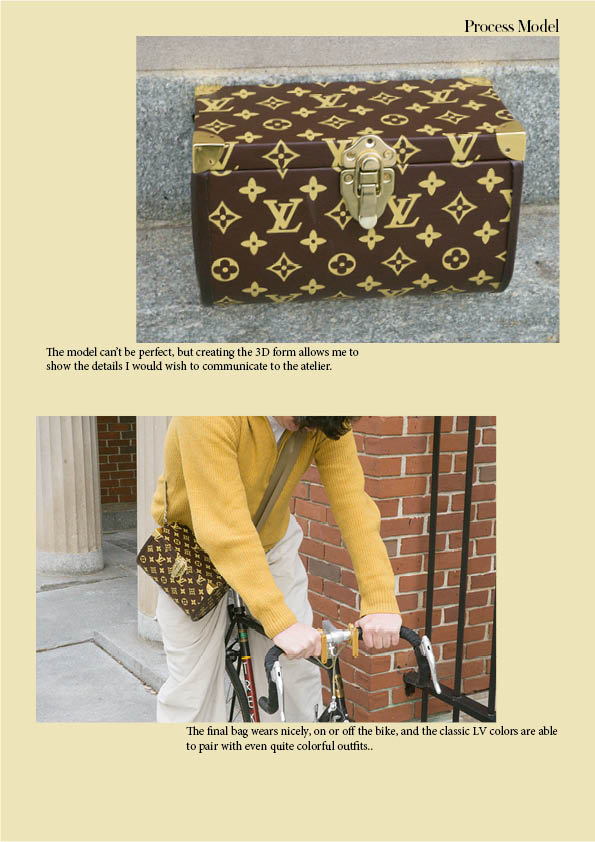 Process Model
The model can't be perfect, but creating the 3D form allows me to
show the details I would wish to communicate to the atelier.
The final bag wears nicely, on or off the bike, and the classic LV colors are able
to pair with even quite colorful outfits..